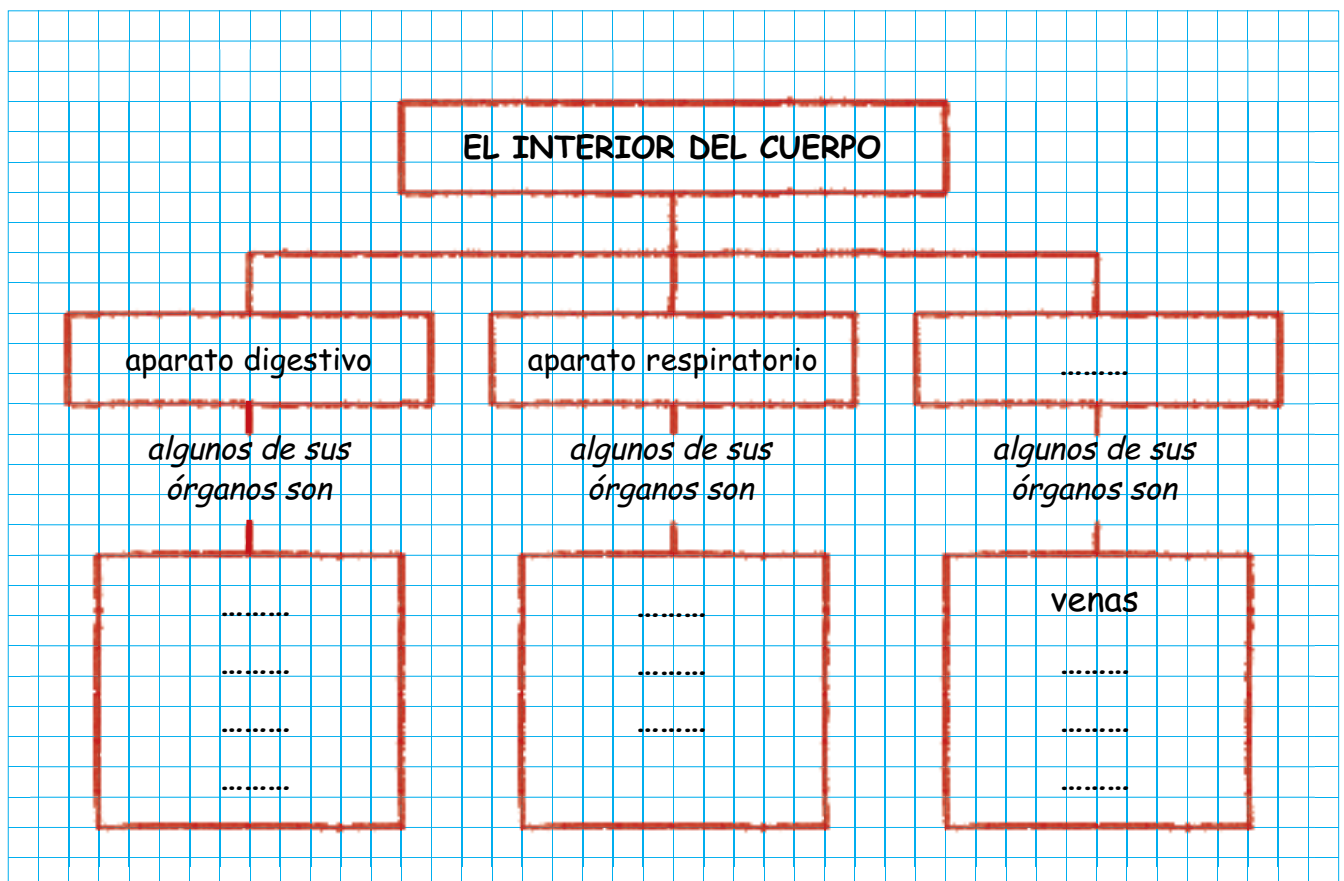 EL INTERIOR DEL CUERPO
aparato digestivo
aparato respiratorio
.........
algunos de sus
órganos son
algunos de sus
órganos son
algunos de sus
órganos son
.........
.........
.........
.........
.........
.........
.........
venas
.........
.........
.........